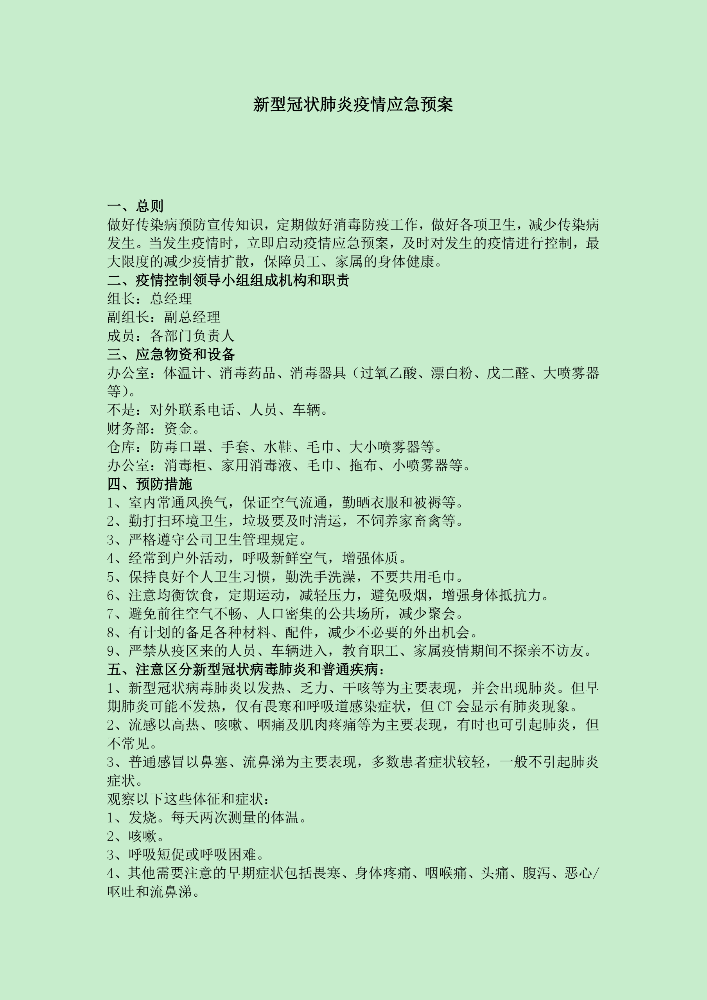 新型冠状肺炎疫情应急预案
一、总则
做好传染病预防宣传知识，定期做好消毒防疫工作，做好各项卫生，减少传染病
发生。当发生疫情时，立即启动疫情应急预案，及时对发生的疫情进行控制，最
大限度的减少疫情扩散，保障员工、家属的身体健康。
二、疫情控制领导小组组成机构和职责
组长：总经理
副组长：副总经理
成员：各部门负责人
三、应急物资和设备
办公室：体温计、消毒药品、消毒器具（过氧乙酸、漂白粉、戊二醛、大喷雾器
等）。
不是：对外联系电话、人员、车辆。
财务部：资金。
仓库：防毒口罩、手套、水鞋、毛巾、大小喷雾器等。
办公室：消毒柜、家用消毒液、毛巾、拖布、小喷雾器等。
四、预防措施
1、室内常通风换气，保证空气流通，勤晒衣服和被褥等。
2、勤打扫环境卫生，垃圾要及时清运，不饲养家畜禽等。
3、严格遵守公司卫生管理规定。
4、经常到户外活动，呼吸新鲜空气，增强体质。
5、保持良好个人卫生习惯，勤洗手洗澡，不要共用毛巾。
6、注意均衡饮食，定期运动，减轻压力，避免吸烟，增强身体抵抗力。
7、避免前往空气不畅、人口密集的公共场所，减少聚会。
8、有计划的备足各种材料、配件，减少不必要的外出机会。
9、严禁从疫区来的人员、车辆进入，教育职工、家属疫情期间不探亲不访友。
五、注意区分新型冠状病毒肺炎和普通疾病：
1、新型冠状病毒肺炎以发热、乏力、干咳等为主要表现，并会出现肺炎。但早
期肺炎可能不发热，仅有畏寒和呼吸道感染症状，但 CT 会显示有肺炎现象。
2、流感以高热、咳嗽、咽痛及肌肉疼痛等为主要表现，有时也可引起肺炎，但
不常见。
3、普通感冒以鼻塞、流鼻涕为主要表现，多数患者症状较轻，一般不引起肺炎
症状。
观察以下这些体征和症状：
1、发烧。每天两次测量的体温。
2、咳嗽。
3、呼吸短促或呼吸困难。
4、其他需要注意的早期症状包括畏寒、身体疼痛、咽喉痛、头痛、腹泻、恶心/
呕吐和流鼻涕。